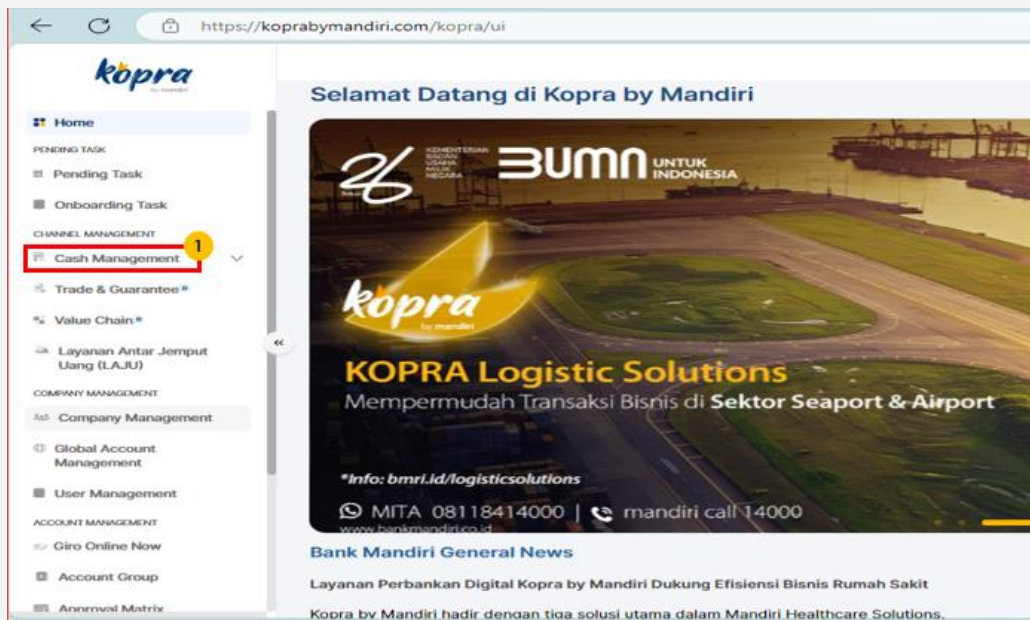 https://koprabymandiri.com/kopra/ui
kopra
by mandiri
Home
PENDING TASK
Pending Task
Onboarding Task
CHANNEL MANAGEMENT
1
Cash Management
Trade & Guarantee
Value Chain
Layanan Antar Jemput
Uang (LAJU)
COMPANY MANAGEMENT
Company Management
Global Account
Management
User Management
ACCOUNT MANAGEMENT
Giro Online Now
Account Group
Approval Matrix
Selamat Datang di Kopra by Mandiri
26
KEMENTERIAN
BADAN
USAHA
MILIK
NEGARA
BUMN
UNTUK
INDONESIA
kopra
by mandiri
KOPRA Logistic Solutions
Mempermudah Transaksi Bisnis di Sektor Seaport & Airport
*Info: bmri.id/logisticsolutions
MITA 08118414000 | mandiri call 14000
www.bankmandiri.co.id
Bank Mandiri General News
Layanan Perbankan Digital Kopra by Mandiri Dukung Efisiensi Bisnis Rumah Sakit
Kopra by Mandiri hadir dengan tiga solusi utama dalam Mandiri Healthcare Solutions.